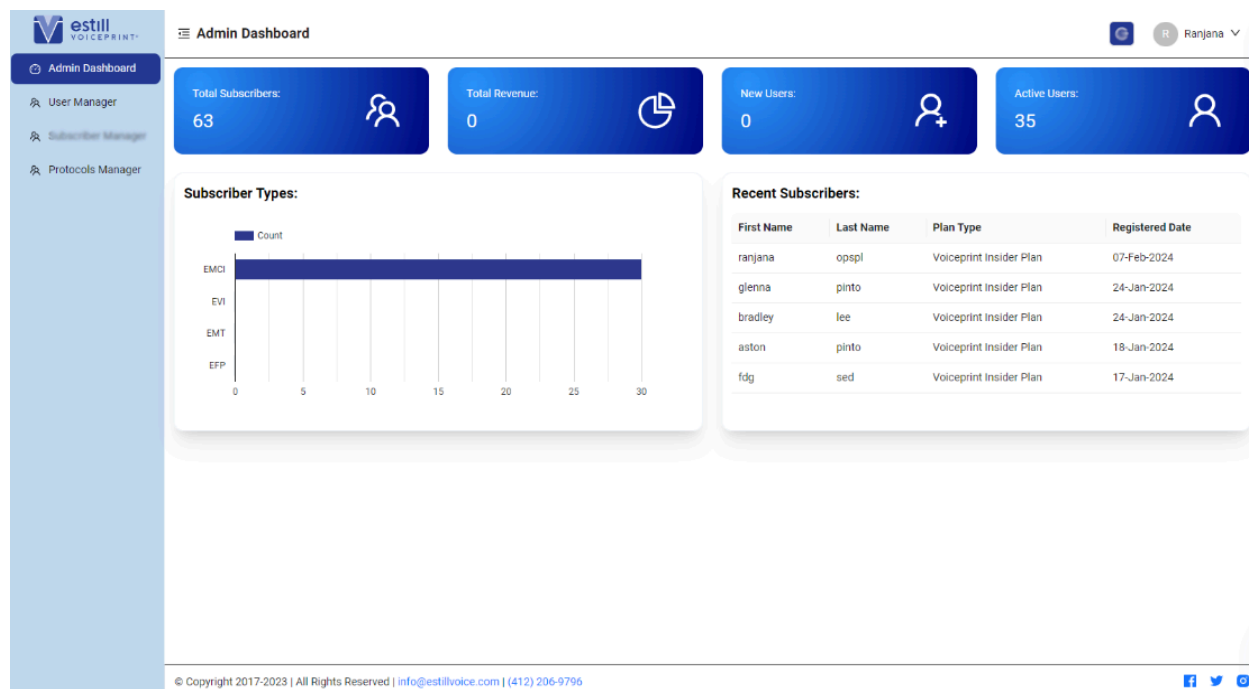 estill
VOICEPRINT
Admin Dashboard
R Ranjana
Admin Dashboard
User Manager
Subscriber Manager
Protocols Manager
Total Subscribers:
63
Total Revenue:
0
New Users:
0
Active Users:
35
Subscriber Types:
Count
EMCI
EVI
EMT
EFP
0 5 10 15 20 25 30
Recent Subscribers:
First Name Last Name Plan Type Registered Date
ranjana opspl Voiceprint Insider Plan 07-Feb-2024
glenna pinto Voiceprint Insider Plan 24-Jan-2024
bradley lee Voiceprint Insider Plan 24-Jan-2024
aston pinto Voiceprint Insider Plan 18-Jan-2024
fdg sed Voiceprint Insider Plan 17-Jan-2024
© Copyright 2017-2023 | All Rights Reserved | info@estillvoice.com | (412) 206-9796